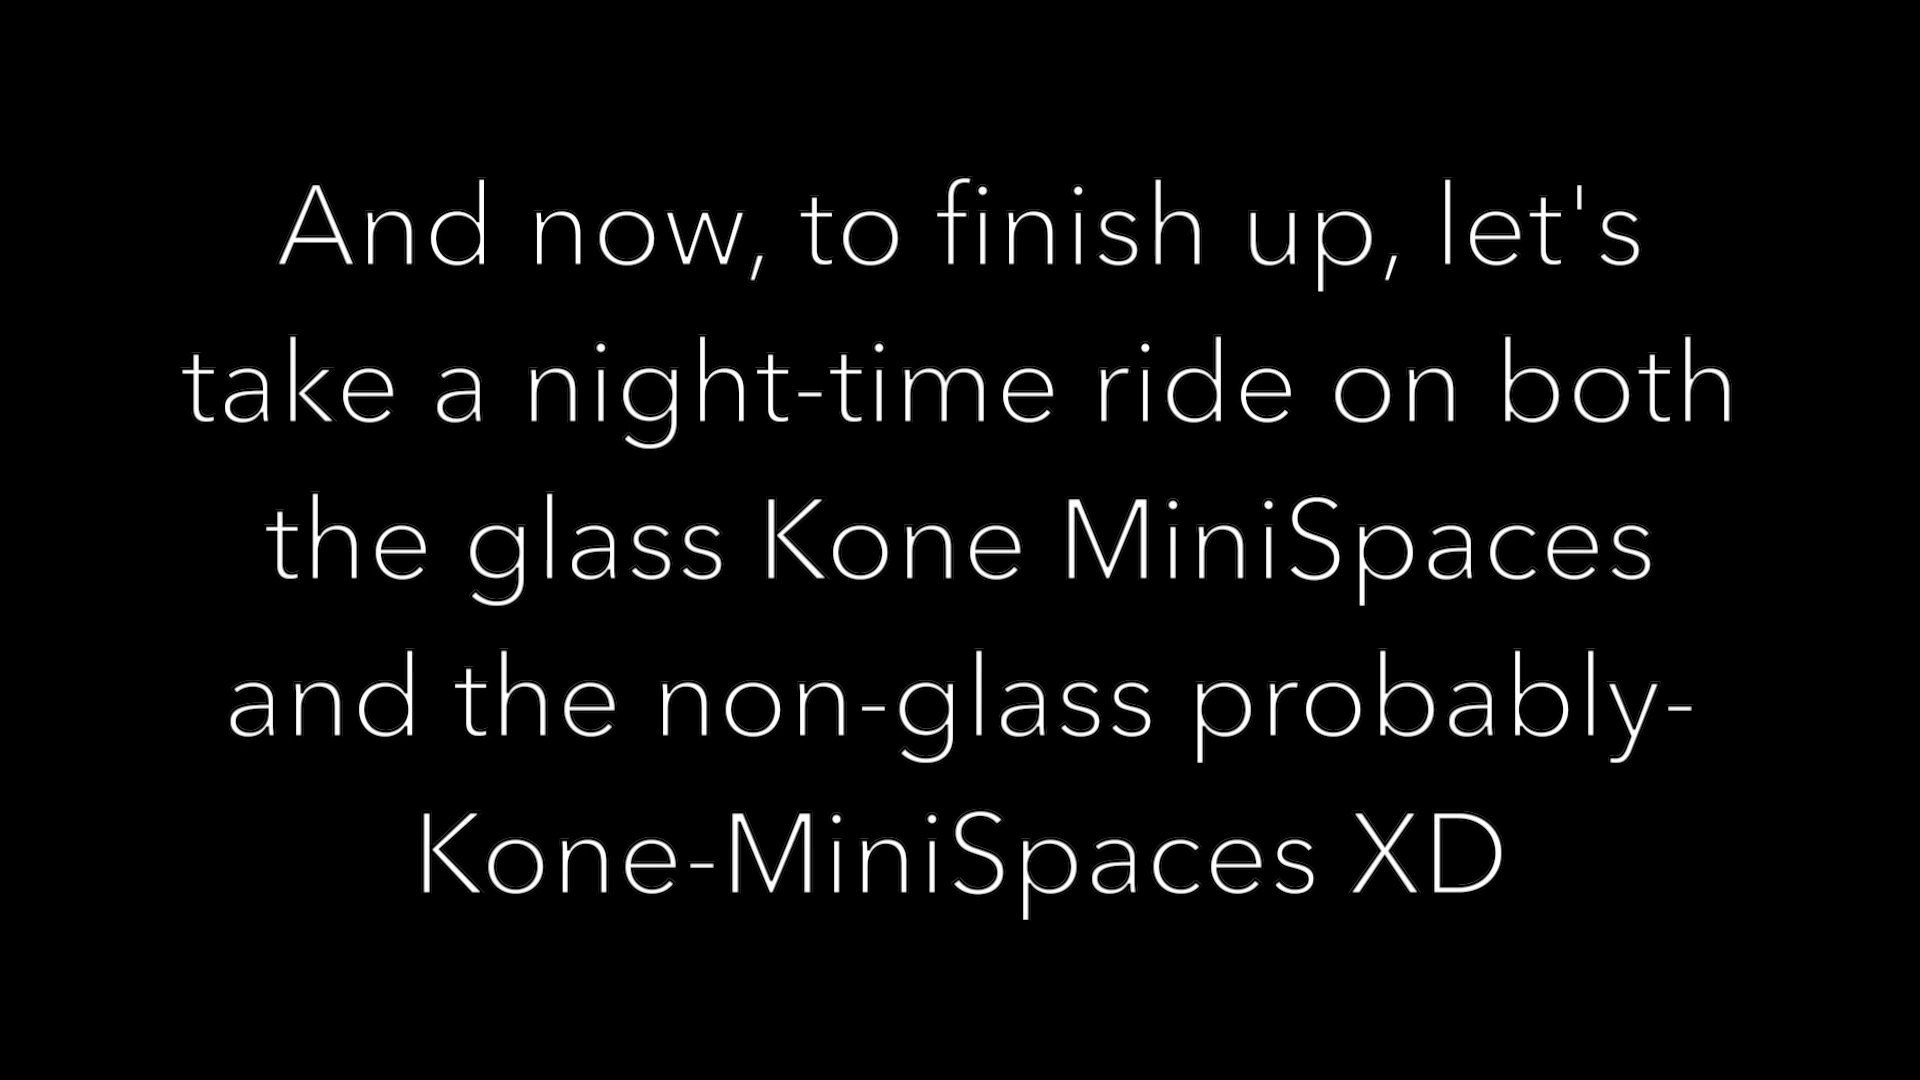 And now, to finish up, let's
take a night-time ride on both
the glass Kone MiniSpaces
and the non-glass probably-
Kone-MiniSpaces XD